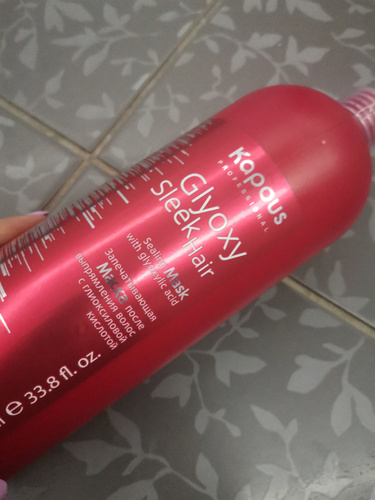 Kapous
PROFESSIONAL
Glyoxy
Sleek Hair
Sealing Mask
with glyoxylic acid
Запечатывающая
Маска после
выпрямления волос
с глиоксиловой
кислотой
℮ 33.8 fl. oz.